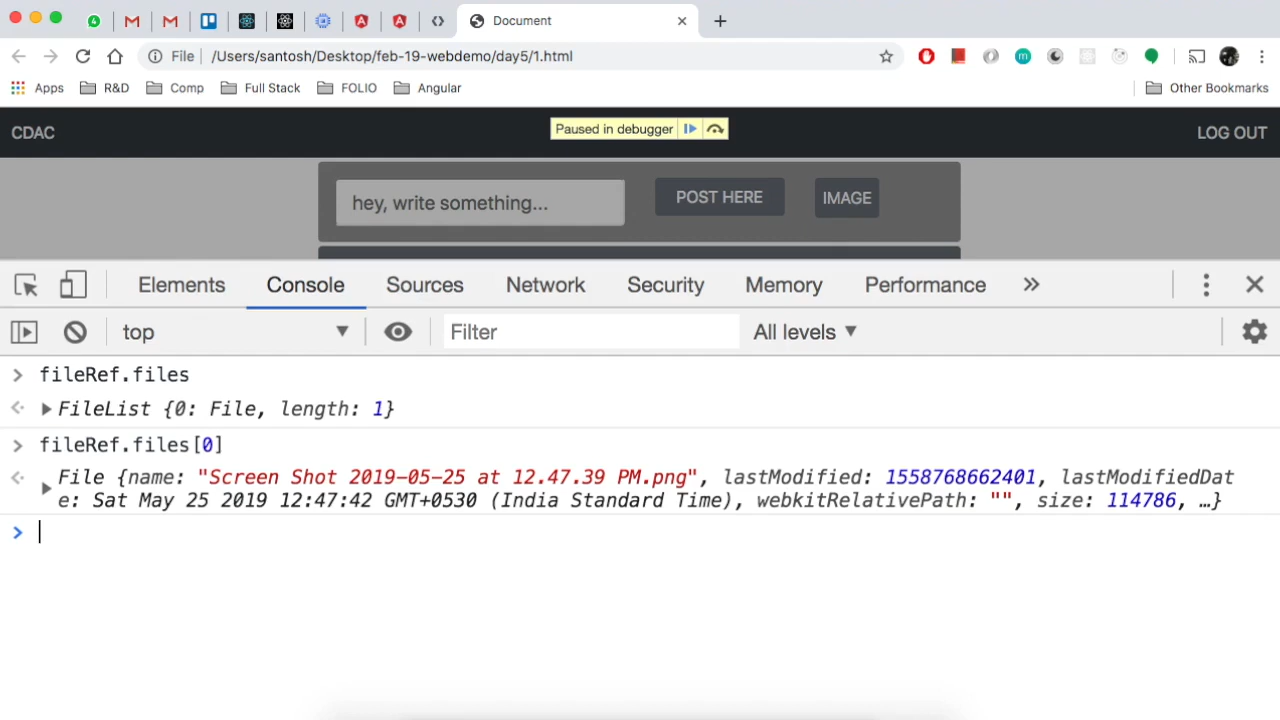 Document
File
/Users/santosh/Desktop/feb-19-webdemo/day5/1.html
Apps R&D Comp Full Stack FOLIO Angular Other Bookmarks
CDAC Paused in debugger LOG OUT
hey, write something... POST HERE IMAGE
Elements Console Sources Network Security Memory Performance »
top Filter All levels
> fileRef.files
FileList {0: File, length: 1}
> fileRef.files[0]
File {name: "Screen Shot 2019-05-25 at 12.47.39 PM.png", lastModified: 1558768662401, lastModifiedDat
e: Sat May 25 2019 12:47:42 GMT+0530 (India Standard Time), webkitRelativePath: "", size: 114786, …}
>